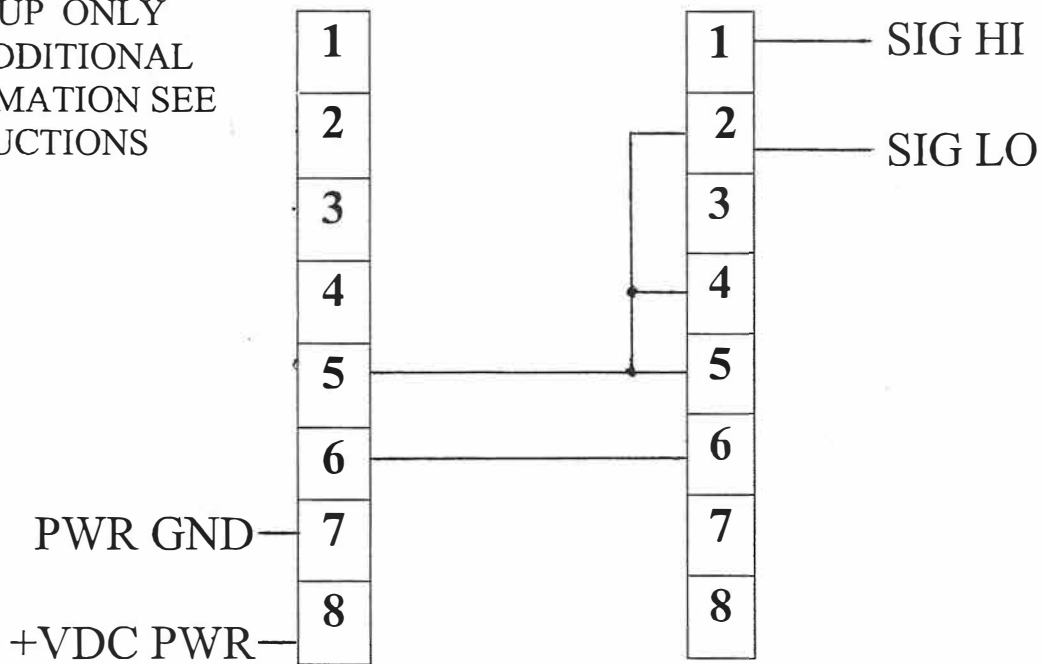 UP ONLY
DDITIONAL
MATION SEE
UCTIONS
1
2
3
4
5
6
PWR GND 7
8
+VDC PWR
1 SIG HI
2
SIG LO
3
4
5
6
7
8